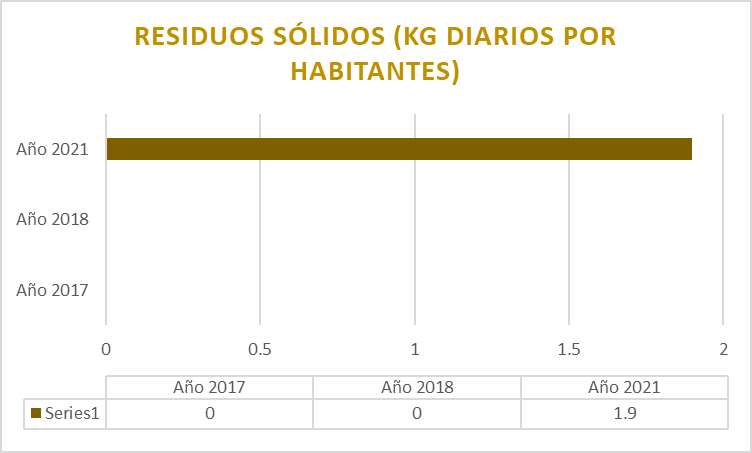 RESIDUOS SÓLIDOS (KG DIARIOS POR
HABITANTES)
Año 2021
Año 2018
Año 2017
0 0.5 1 1.5 2
Año 2017 Año 2018 Año 2021
Series1 0 0 1.9